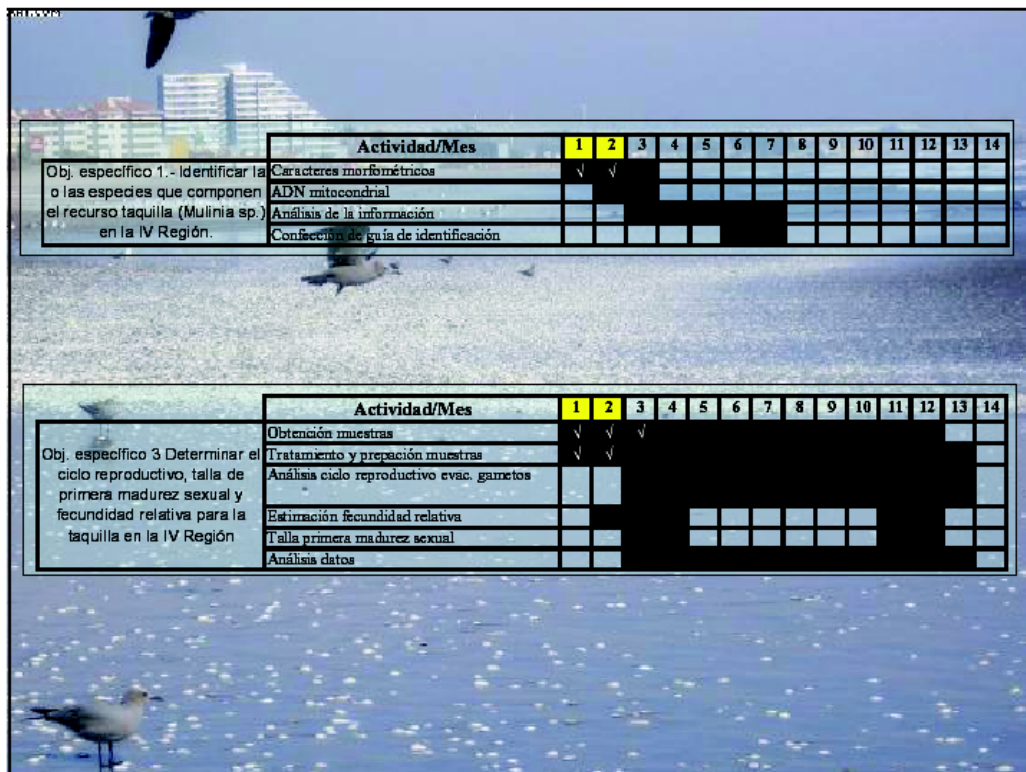 Actividad/Mes 1 2 3 4 5 6 7 8 9 10 11 12 13 14
Obj. específico 1.- Identificar la
o las especies que componen
el recurso taquilla (Mulinia sp.)
en la IV Región.
Caracteres morfométricos √ √
ADN mitocondrial
Análisis de la información
Confección de guía de identificación
Actividad/Mes 1 2 3 4 5 6 7 8 9 10 11 12 13 14
Obj. específico 3 Determinar el
ciclo reproductivo, talla de
primera madurez sexual y
fecundidad relativa para la
taquilla en la IV Región
Obtención muestras √ √ √
Tratamiento y prepación muestras √ √
Análisis ciclo reproductivo evac. gametos
Estimación fecundidad relativa
Talla primera madurez sexual
Análisis datos